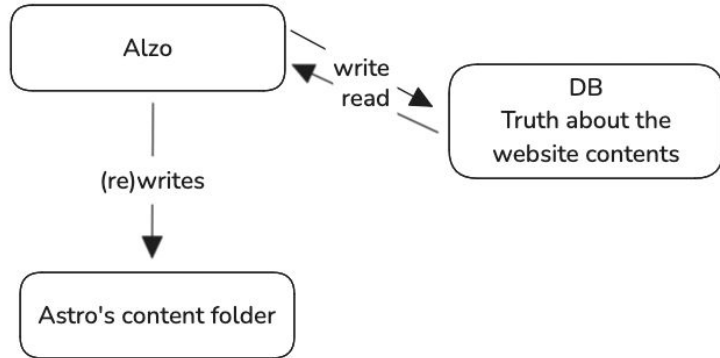 Alzo
write
read
DB
Truth about the
website contents
(re)writes
Astro's content folder